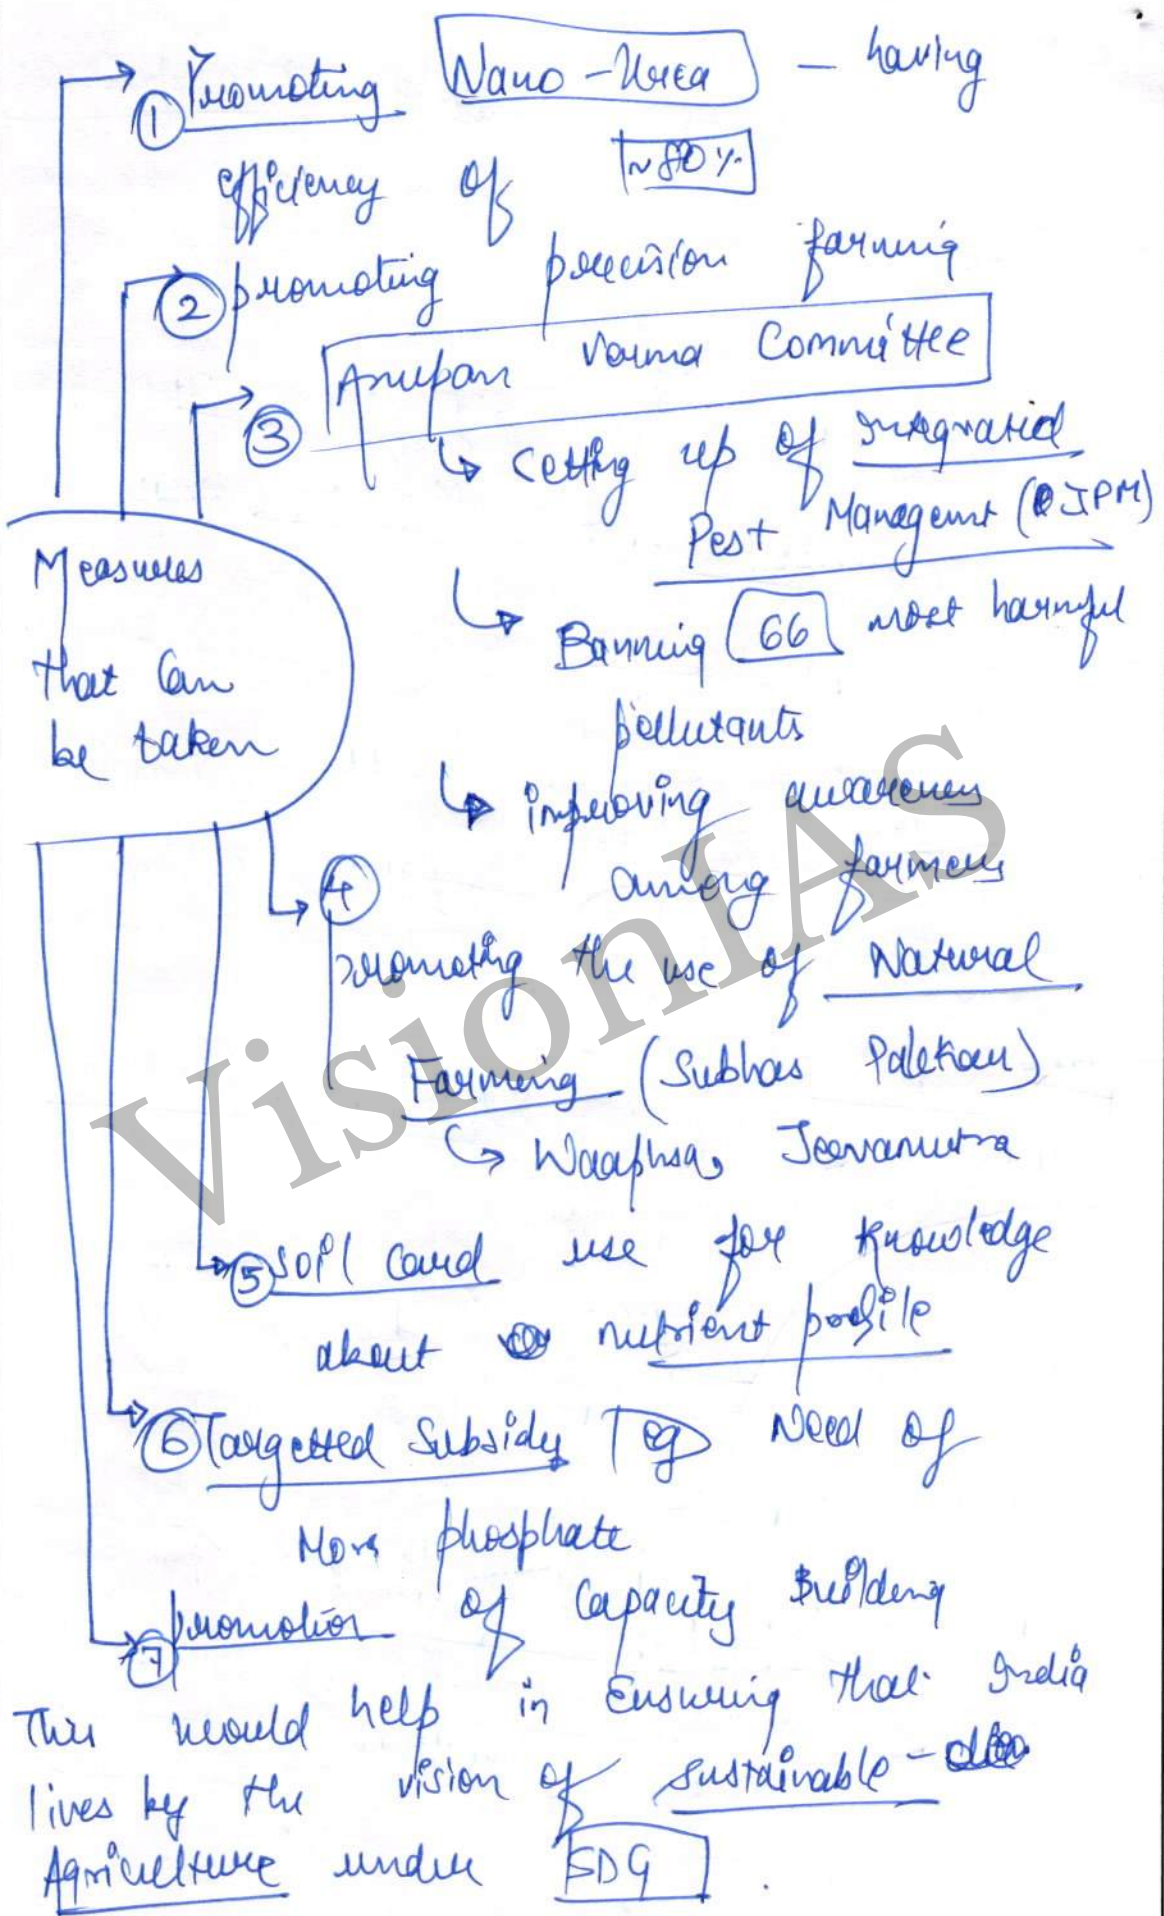 ① Promoting Nano-Urea - having
efficiency of ~80%
② promoting precision farming
③ Anupan Verma Committee
↳ Setting up of Integrated
Pest Managemt (IPM)
↳ Banning 66 most harmful
pollutants
↳ improving awareness
among farmers
Measures
that Can
be taken
④
promoting the use of Natural
Farming (Subhas Palekar)
↳ Waaphsa, Jeevamutra
⑤ soil Card use for knowledge
about nutrient profile
⑥ Targetted Subsidy eg Need of
More phosphate
⑦ promotion of Capacity Building
This would help in Ensuring that India
lives by the vision of sustainable -
Agriculture under SDG.
VisionIAS